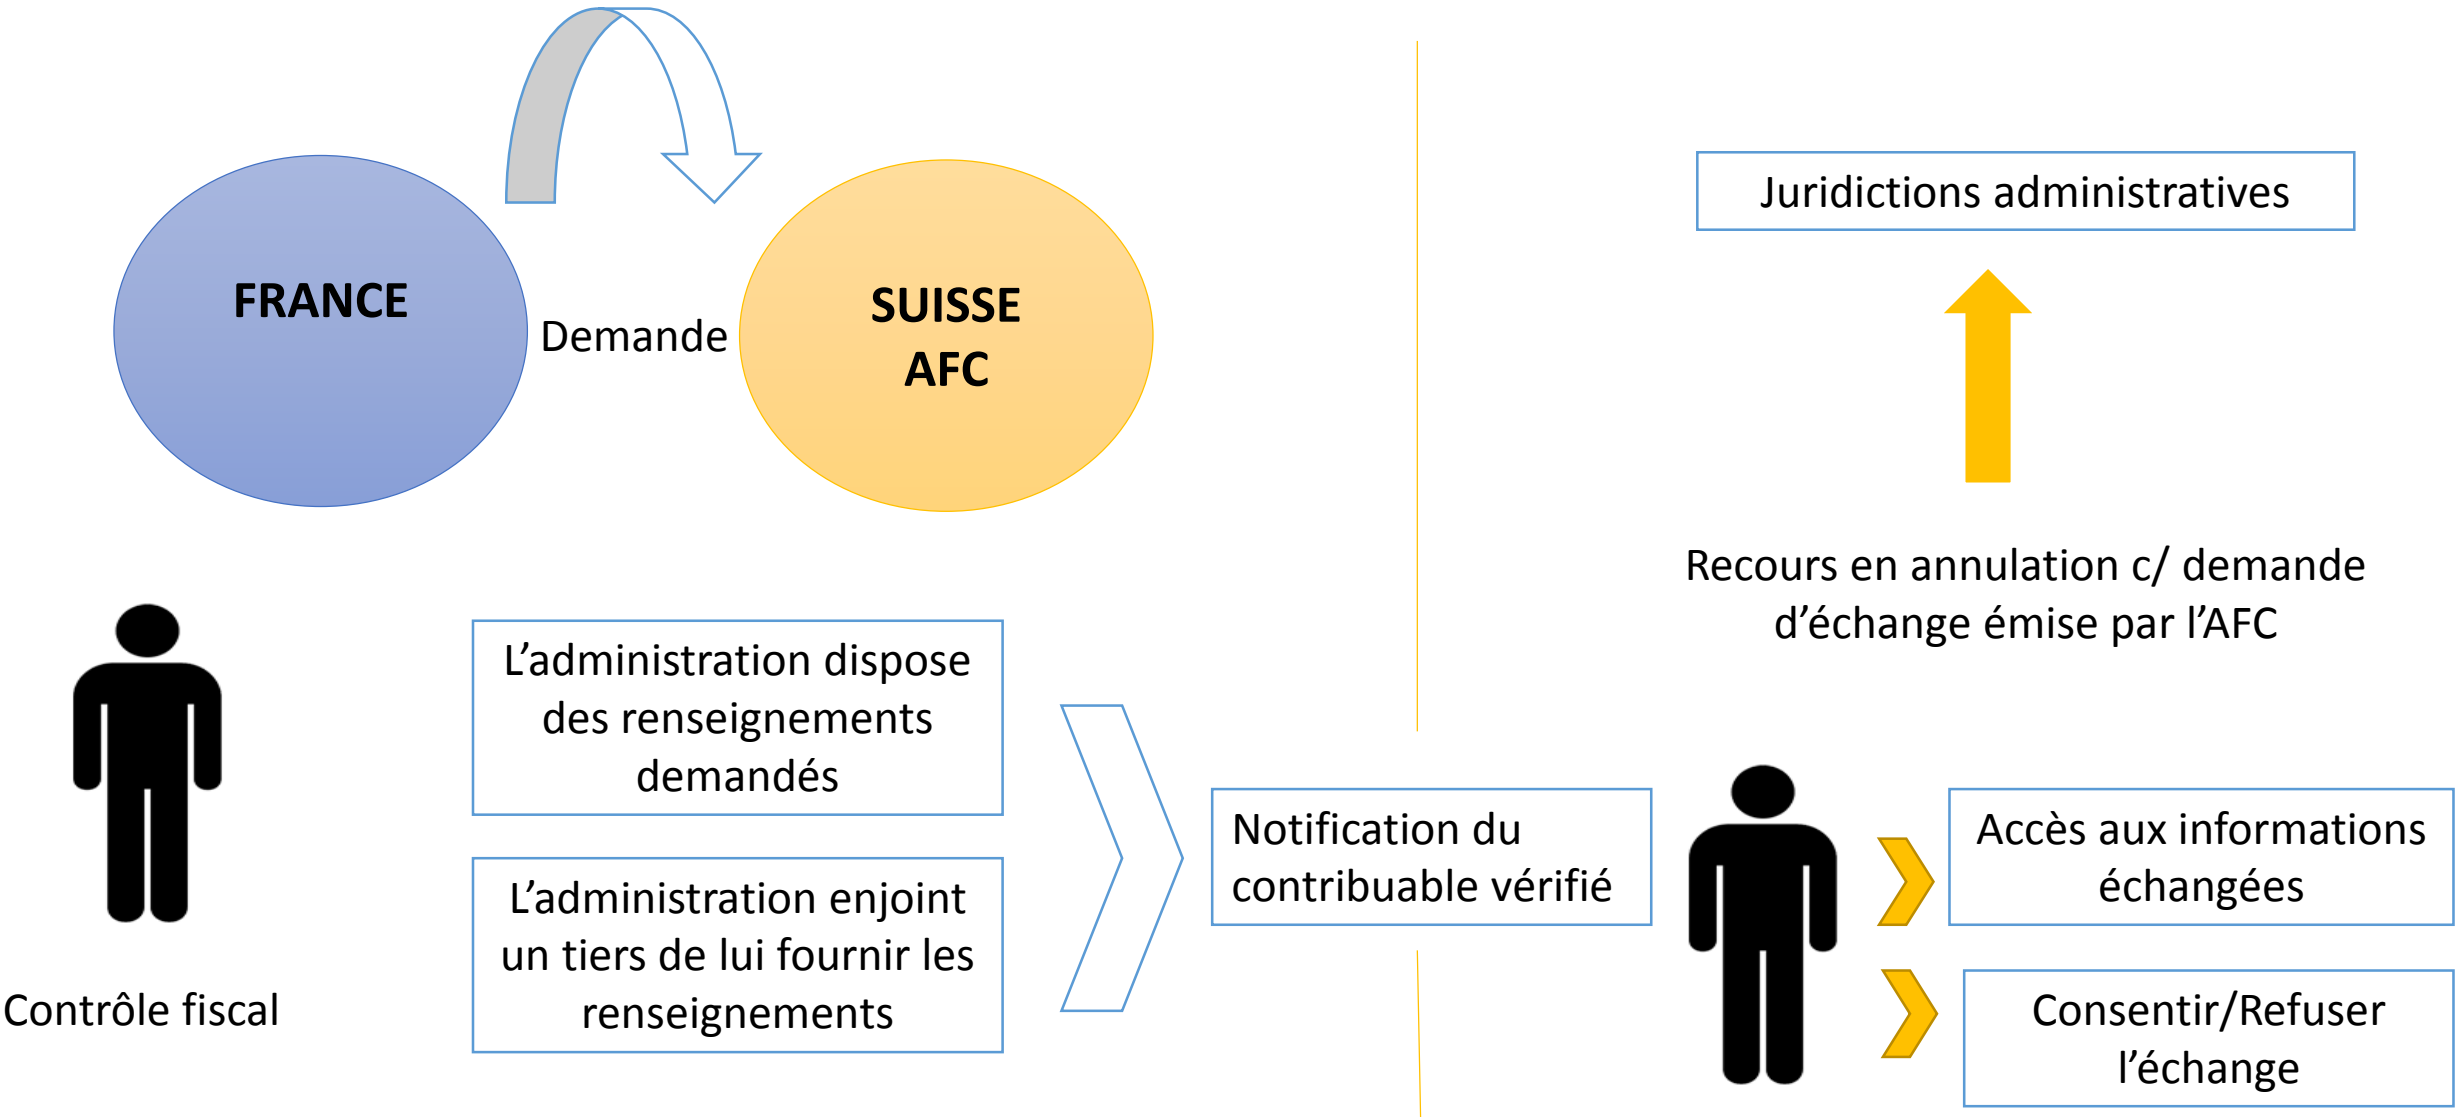 FRANCE
Demande
SUISSE
AFC
Contrôle fiscal
L’administration dispose
des renseignements
demandés
L’administration enjoint
un tiers de lui fournir les
renseignements
Notification du
contribuable vérifié
Juridictions administratives
Recours en annulation c/ demande
d’échange émise par l’AFC
Accès aux informations
échangées
Consentir/Refuser
l’échange